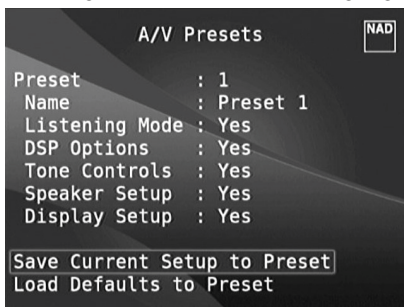 A/V Presets
NAD
Preset : 1
Name : Preset 1
Listening Mode : Yes
DSP Options : Yes
Tone Controls : Yes
Speaker Setup : Yes
Display Setup : Yes
Save Current Setup to Preset
Load Defaults to Preset